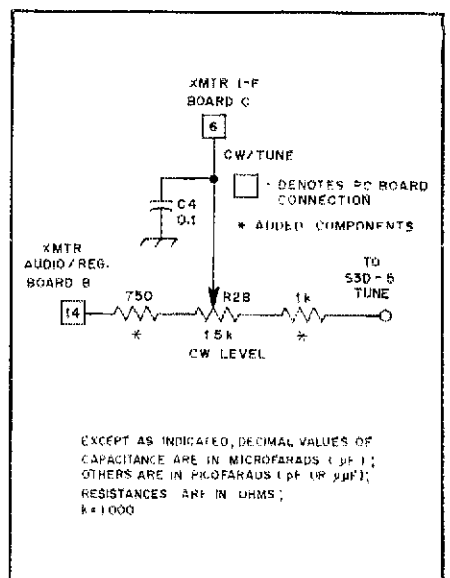 XMTR I-F
BOARD C
6
CW/TUNE
- DENOTES PC BOARD
CONNECTION
* ADDED COMPONENTS
C4
0.1
XMTR
AUDIO/REG.
BOARD B
TO
S3D-5
TUNE
14
750
*
R28
15k
CW LEVEL
1k
*
EXCEPT AS INDICATED, DECIMAL VALUES OF
CAPACITANCE ARE IN MICROFARADS (µF);
OTHERS ARE IN PICOFARADS (pF OR µµF);
RESISTANCES ARE IN OHMS;
k=1000